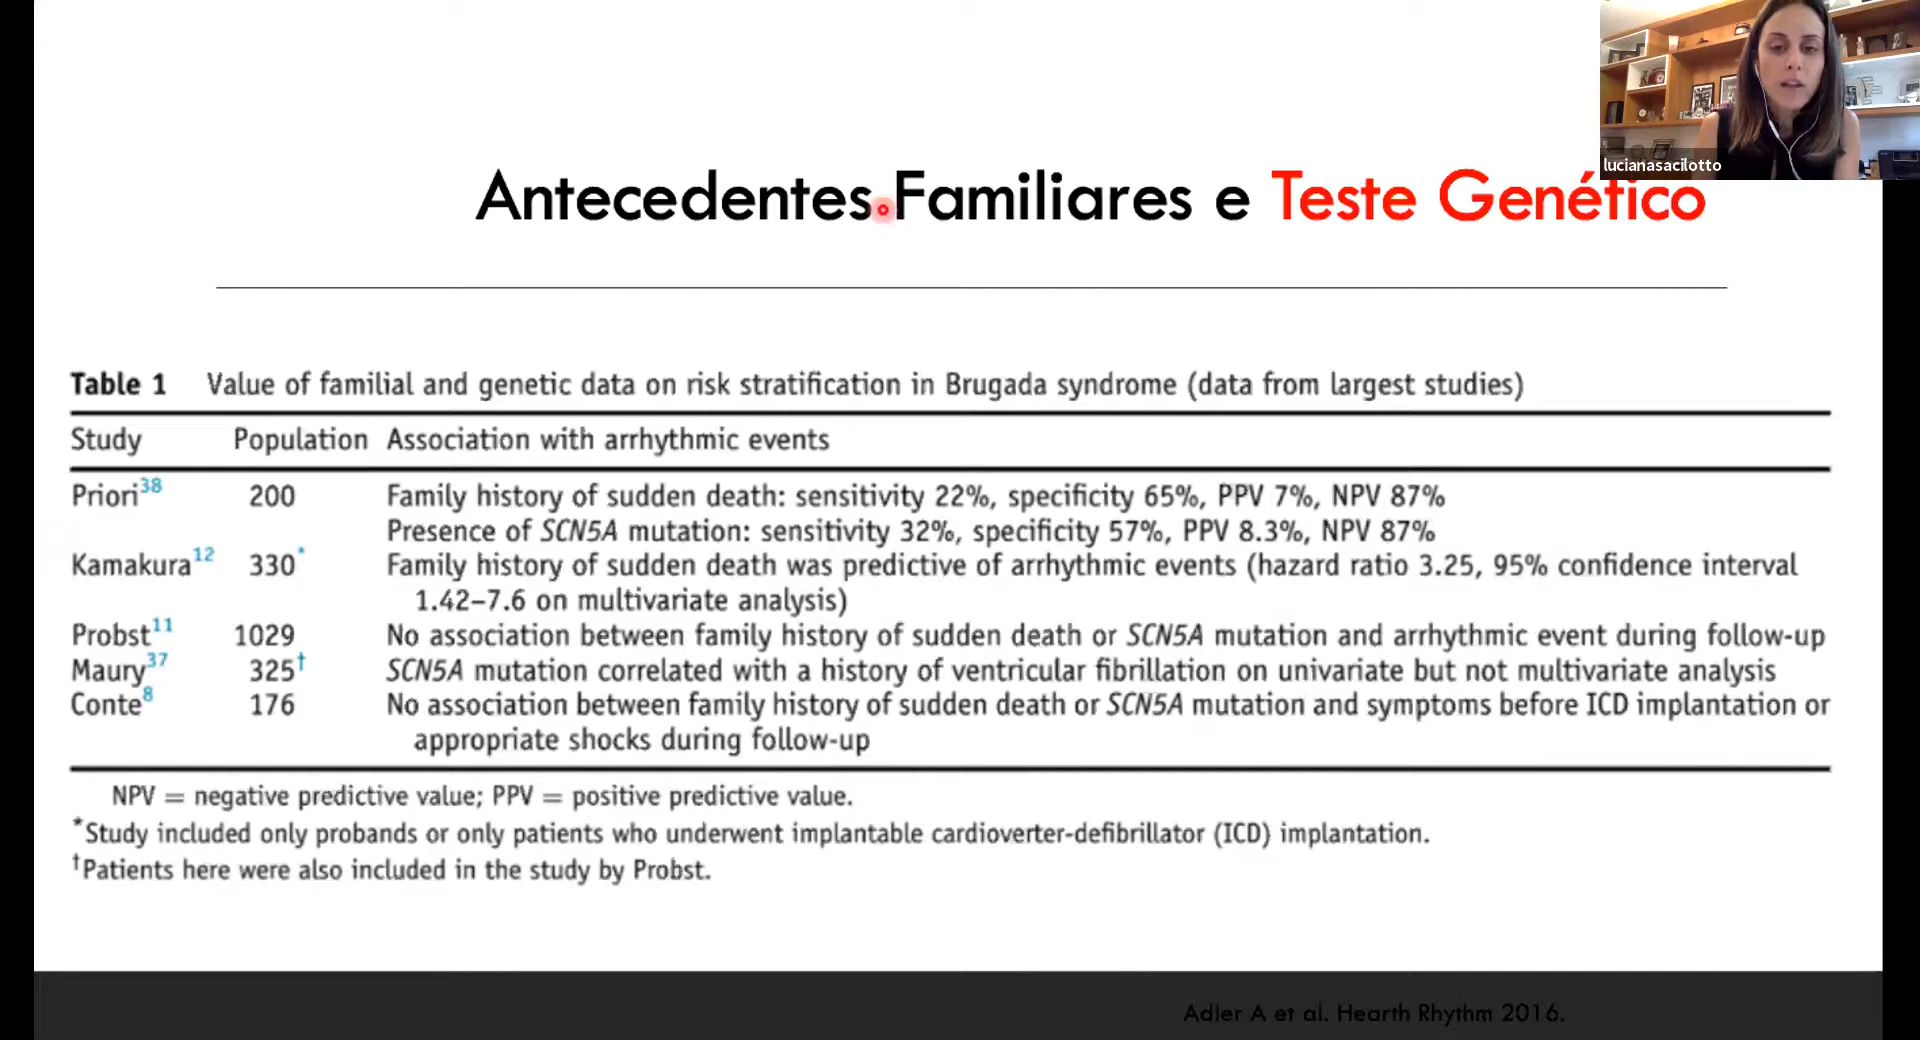 lucianasacilotto
Antecedentes Familiares e Teste Genético
Table 1 Value of familial and genetic data on risk stratification in Brugada syndrome (data from largest studies)
Study Population Association with arrhythmic events
Priori38 200 Family history of sudden death: sensitivity 22%, specificity 65%, PPV 7%, NPV 87%
Presence of SCN5A mutation: sensitivity 32%, specificity 57%, PPV 8.3%, NPV 87%
Kamakura12 330* Family history of sudden death was predictive of arrhythmic events (hazard ratio 3.25, 95% confidence interval
1.42–7.6 on multivariate analysis)
Probst11 1029 No association between family history of sudden death or SCN5A mutation and arrhythmic event during follow-up
Maury37 325† SCN5A mutation correlated with a history of ventricular fibrillation on univariate but not multivariate analysis
Conte8 176 No association between family history of sudden death or SCN5A mutation and symptoms before ICD implantation or
appropriate shocks during follow-up
NPV = negative predictive value; PPV = positive predictive value.
*Study included only probands or only patients who underwent implantable cardioverter-defibrillator (ICD) implantation.
†Patients here were also included in the study by Probst.
Adler A et al. Hearth Rhythm 2016.